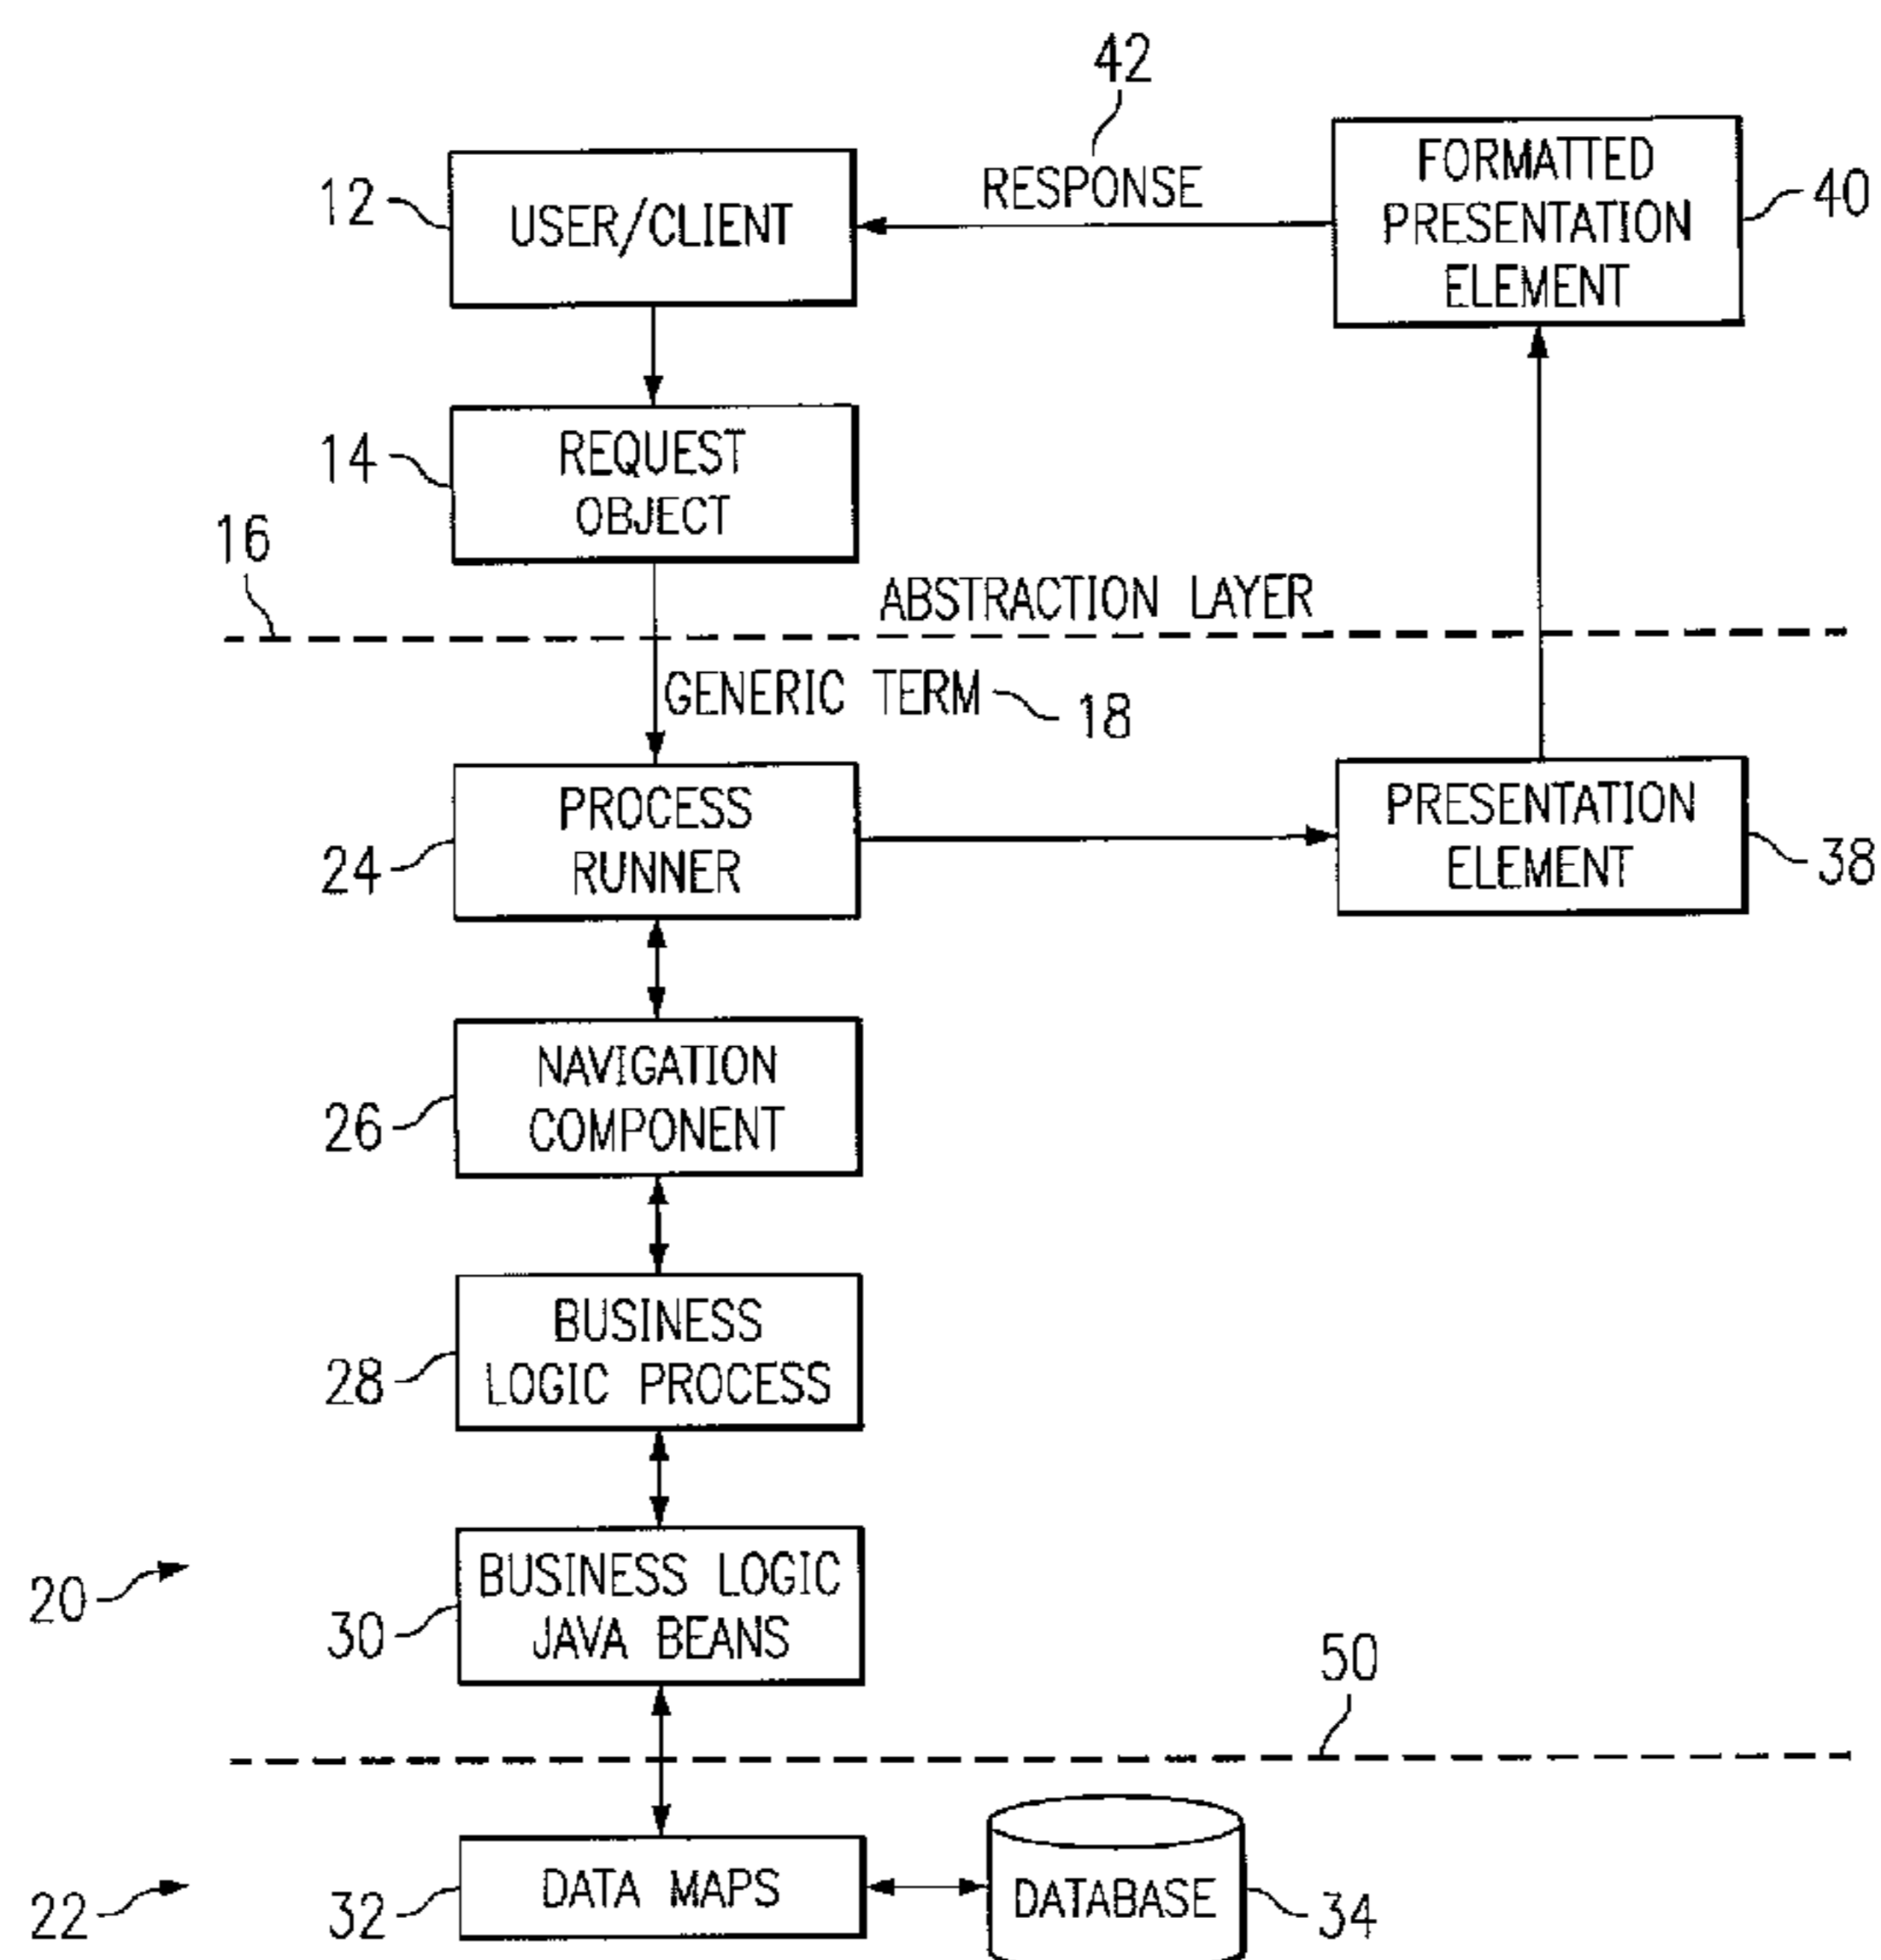 42
12
USER/CLIENT
RESPONSE
FORMATTED
PRESENTATION
ELEMENT
40
14
REQUEST
OBJECT
16
ABSTRACTION LAYER
GENERIC TERM
18
24
PROCESS
RUNNER
PRESENTATION
ELEMENT
38
26
NAVIGATION
COMPONENT
28
BUSINESS
LOGIC PROCESS
20
30
BUSINESS LOGIC
JAVA BEANS
50
22
32
DATA MAPS
DATABASE
34